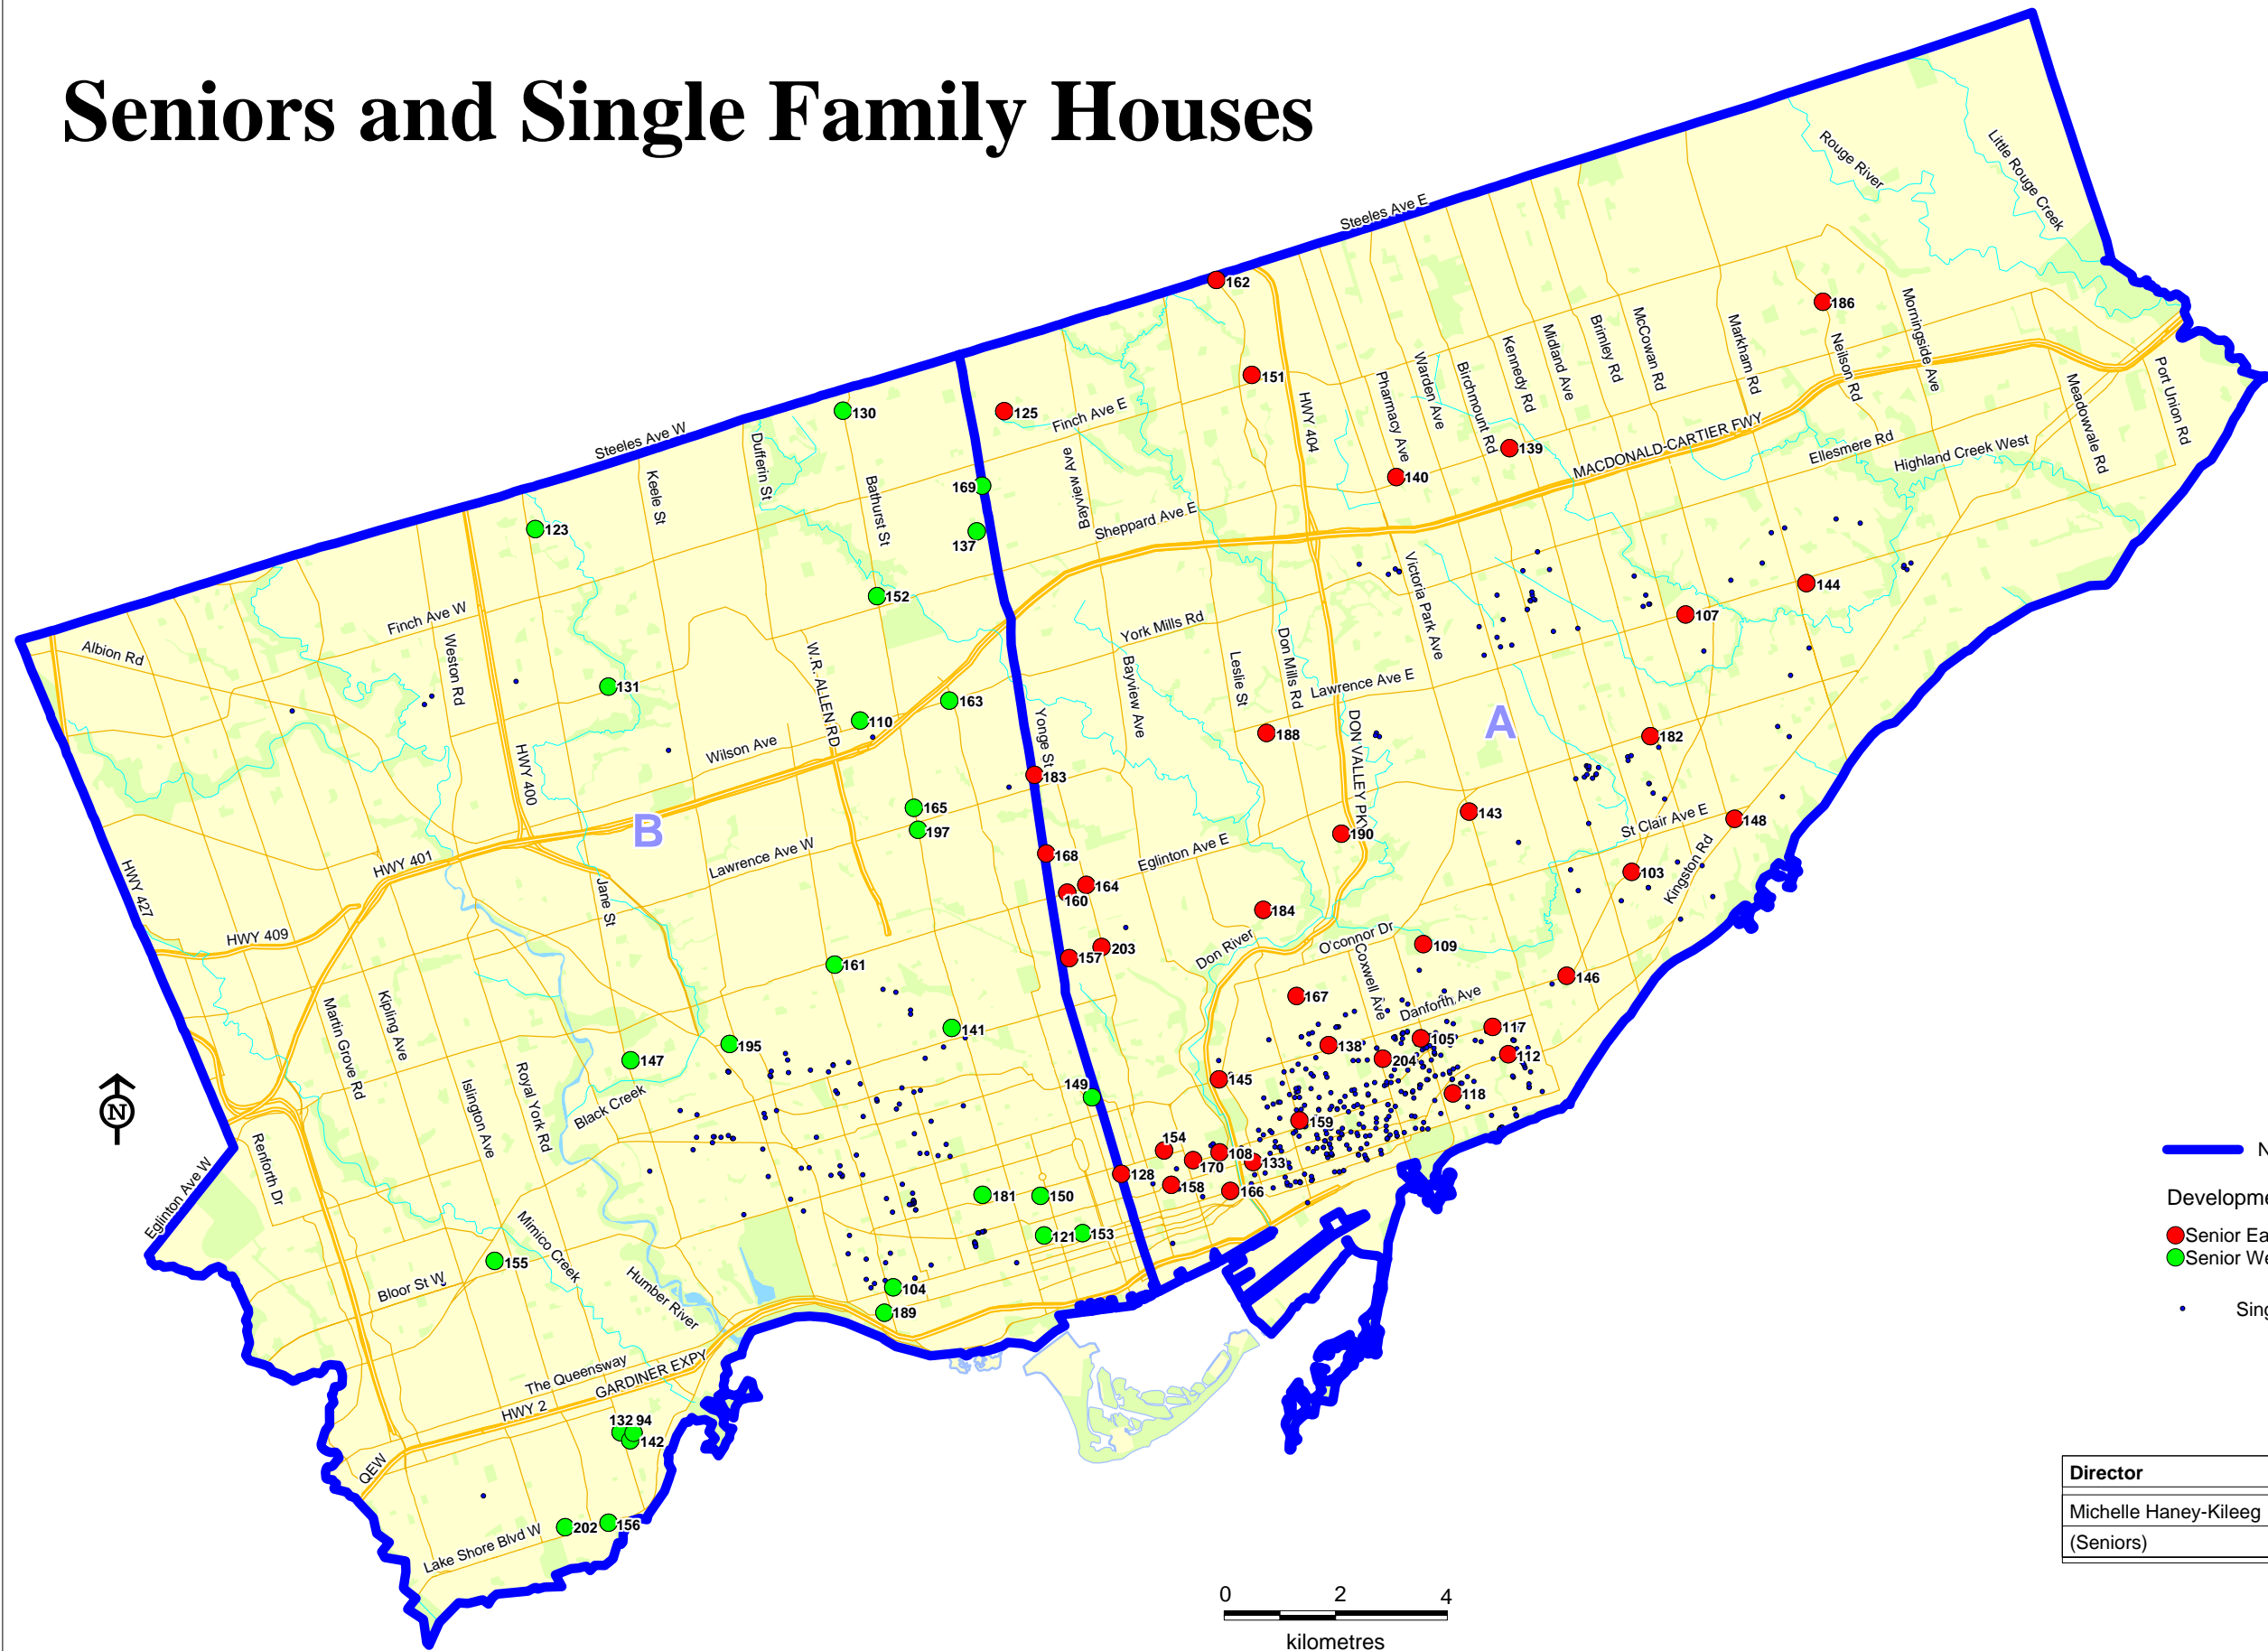 Seniors and Single Family Houses
Rouge River
Little Rouge Creek
Steeles Ave E
162
186
Morningside Ave
Neilson Rd
Markham Rd
McCowan Rd
Brimley Rd
Midland Ave
Kennedy Rd
Birchmount Rd
Warden Ave
Pharmacy Ave
HWY 404
151
Port Union Rd
Meadowvale Rd
130
125
Finch Ave E
139
140
MACDONALD-CARTIER FWY
Ellesmere Rd
Highland Creek West
Steeles Ave W
Dufferin St
Keele St
Bathurst St
Bayview Ave
169
137
123
Sheppard Ave E
152
Victoria Park Ave
144
107
York Mills Rd
Finch Ave W
Weston Rd
Albion Rd
W.R. ALLEN RD
Bayview Ave
Leslie St
Don Mills Rd
Lawrence Ave E
131
163
110
Yonge St
DON VALLEY PKY
A
188
182
Wilson Ave
HWY 400
183
165
197
B
143
190
148
St Clair Ave E
Kingston Rd
103
HWY 401
Lawrence Ave W
168
164
160
Eglinton Ave E
HWY 427
Jane St
184
HWY 409
203
157
Don River
O'connor Dr
Coxwell Ave
109
161
146
167
Danforth Ave
Martin Grove Rd
Kipling Ave
141
195
147
117
105
138
204
112
145
149
118
Islington Ave
Royal York Rd
Black Creek
159
Renforth Dr
154
108
170
133
128
158
166
Eglinton Ave W
181
150
121
153
Mimico Creek
155
Bloor St W
Humber River
104
189
The Queensway
GARDINER EXPY
HWY 2
132
94
142
QEW
202
156
Lake Shore Blvd W
N
N
Developme
Senior Ea
Senior We
Sing
Director
Michelle Haney-Kileeg
(Seniors)
0 2 4
kilometres